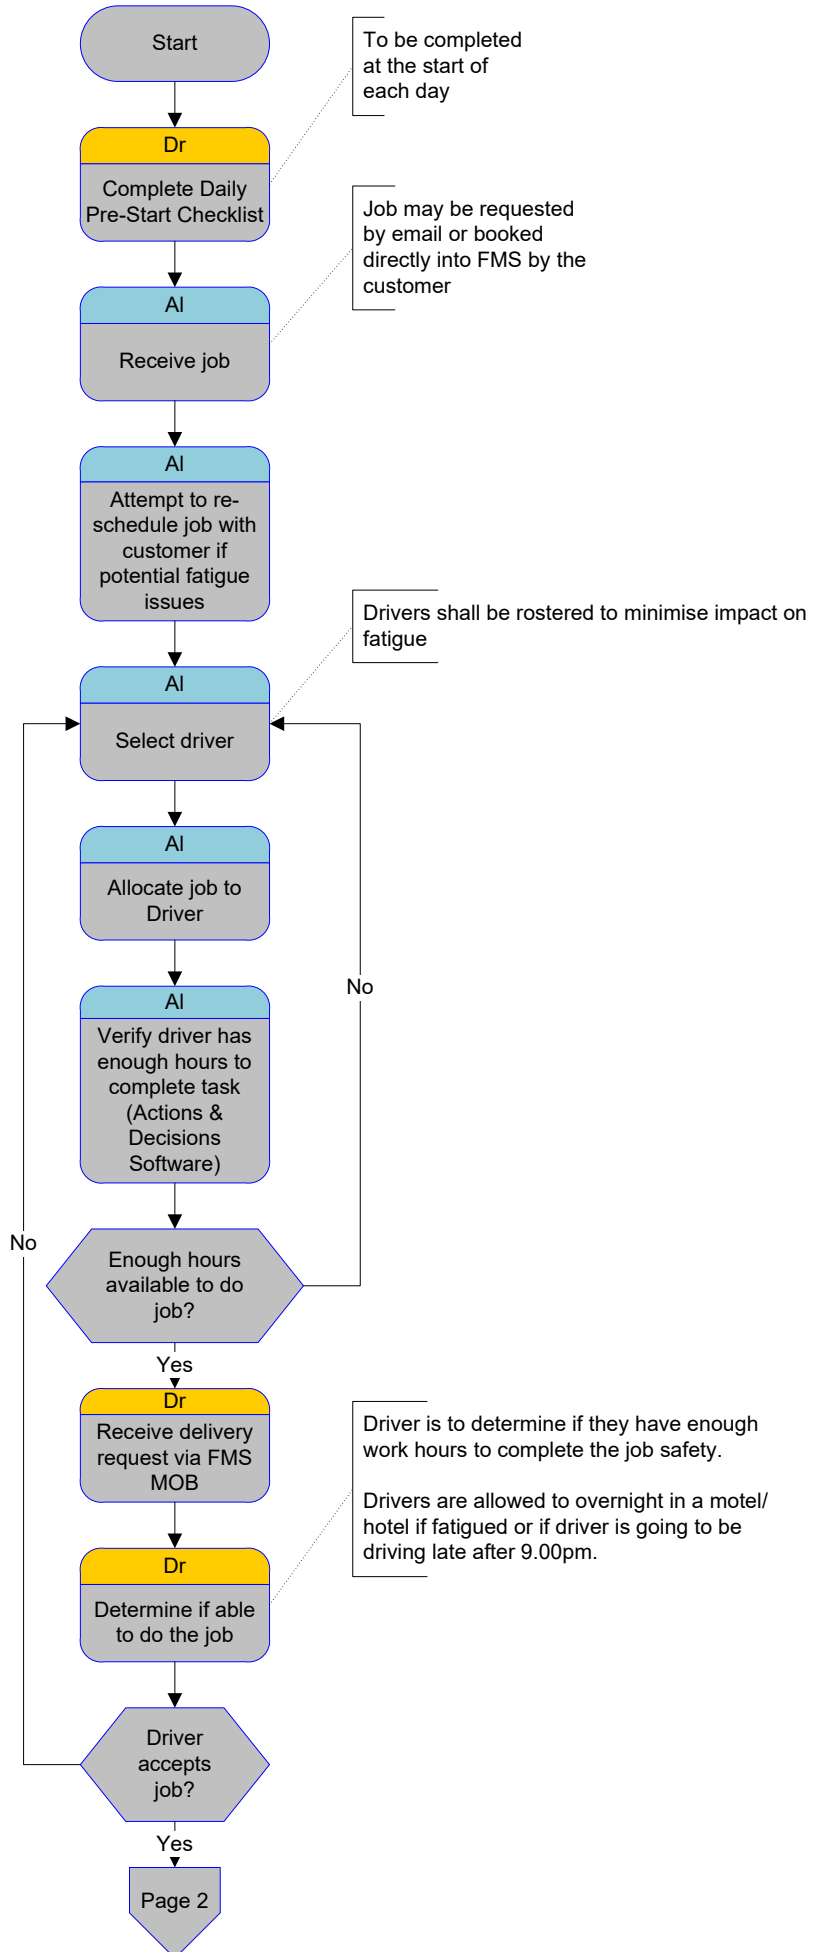 Start
To be completed
at the start of
each day
Dr
Complete Daily
Pre-Start Checklist
Job may be requested
by email or booked
directly into FMS by the
customer
Al
Receive job
Al
Attempt to re-
schedule job with
customer if
potential fatigue
issues
Drivers shall be rostered to minimise impact on
fatigue
Al
Select driver
Al
Allocate job to
Driver
No
Al
Verify driver has
enough hours to
complete task
(Actions &
Decisions
Software)
No
Enough hours
available to do
job?
Yes
Dr
Receive delivery
request via FMS
MOB
Driver is to determine if they have enough
work hours to complete the job safety.
Drivers are allowed to overnight in a motel/
hotel if fatigued or if driver is going to be
driving late after 9.00pm.
Dr
Determine if able
to do the job
Driver
accepts
job?
Yes
Page 2